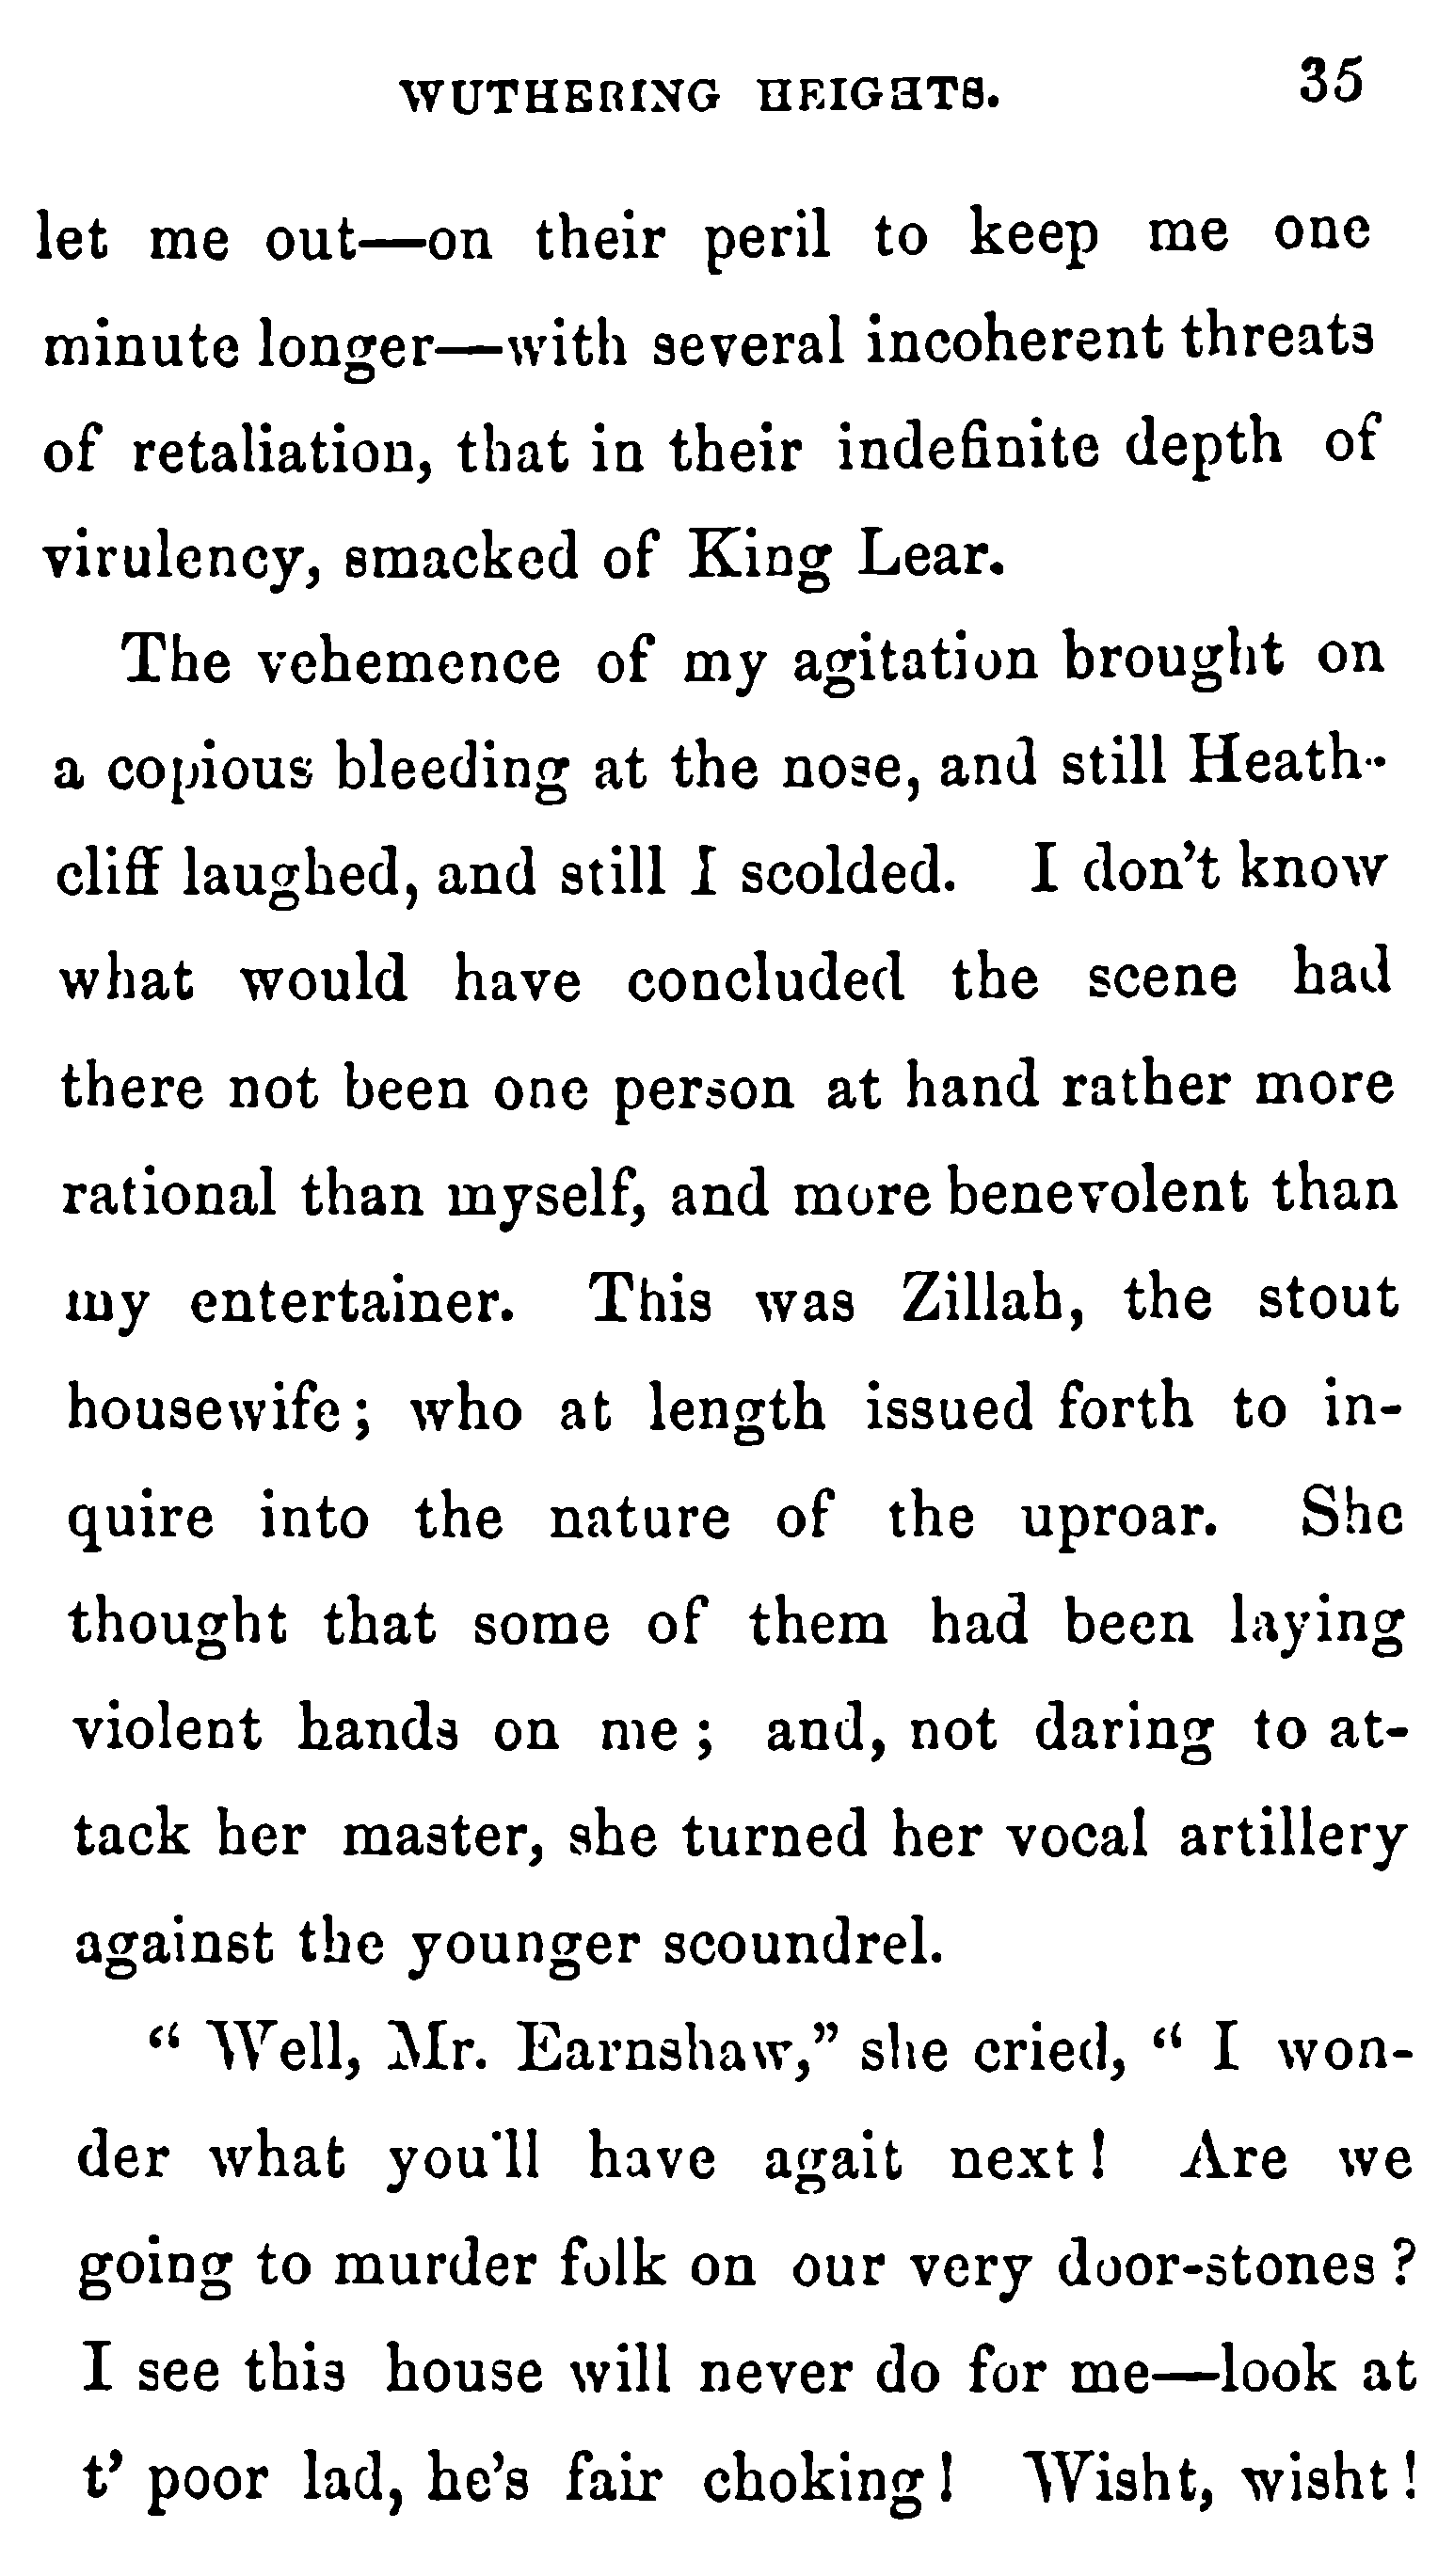 WUTHERING HEIGHTS. 35
let me out—on their peril to keep me one
minute longer—with several incoherent threats
of retaliation, that in their indefinite depth of
virulency, smacked of King Lear.
The vehemence of my agitation brought on
a copious bleeding at the nose, and still Heath-
cliff laughed, and still I scolded. I don't know
what would have concluded the scene had
there not been one person at hand rather more
rational than myself, and more benevolent than
my entertainer. This was Zillah, the stout
housewife; who at length issued forth to in-
quire into the nature of the uproar. She
thought that some of them had been laying
violent hands on me; and, not daring to at-
tack her master, she turned her vocal artillery
against the younger scoundrel.
“ Well, Mr. Earnshaw,” she cried, “ I won-
der what you'll have agait next! Are we
going to murder folk on our very door-stones?
I see this house will never do for me—look at
t’ poor lad, he’s fair choking! Wisht, wisht!